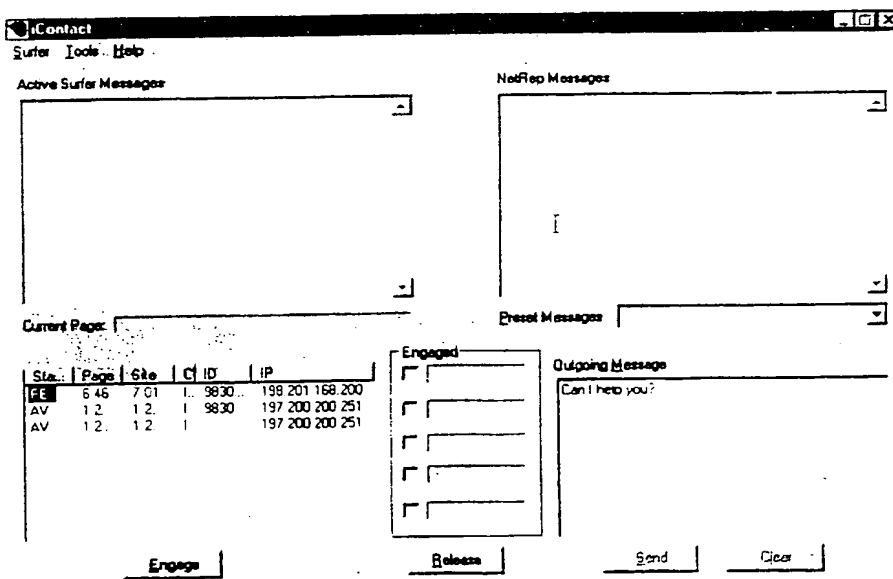 iContact
Surfer Tools Help
Active Surfer Messages
NetRep Messages
Current Page:
Preset Messages
Sta... Page Site C ID IP
PE 6 46 7 01 I.. 9830... 198 201 168.200
AV 1 2. 1 2. I 9830 197 200 200 251
AV 1 2. 1 2. I 197 200 200 251
Engaged
Outgoing Message
Can I help you?
Engage
Release
Send
Clear